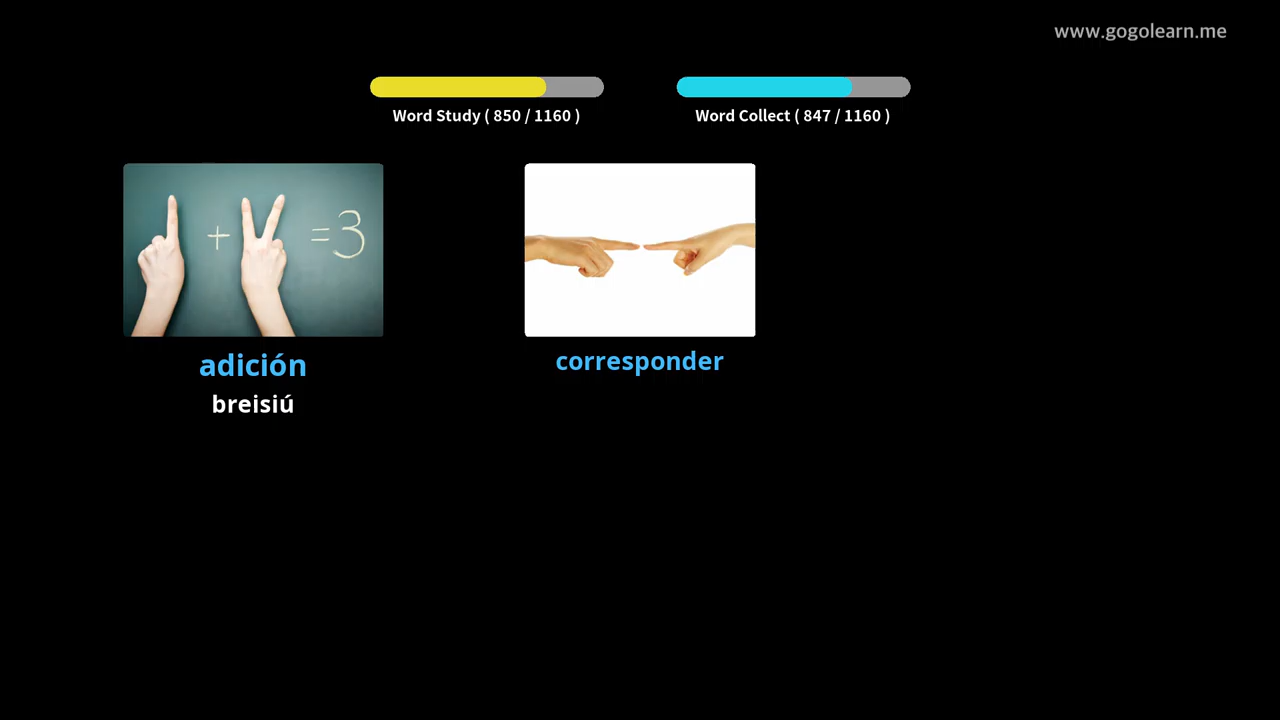 www.gogolearn.me
Word Study ( 850 / 1160 )
Word Collect ( 847 / 1160 )
+ =3
adición
breisiú
corresponder